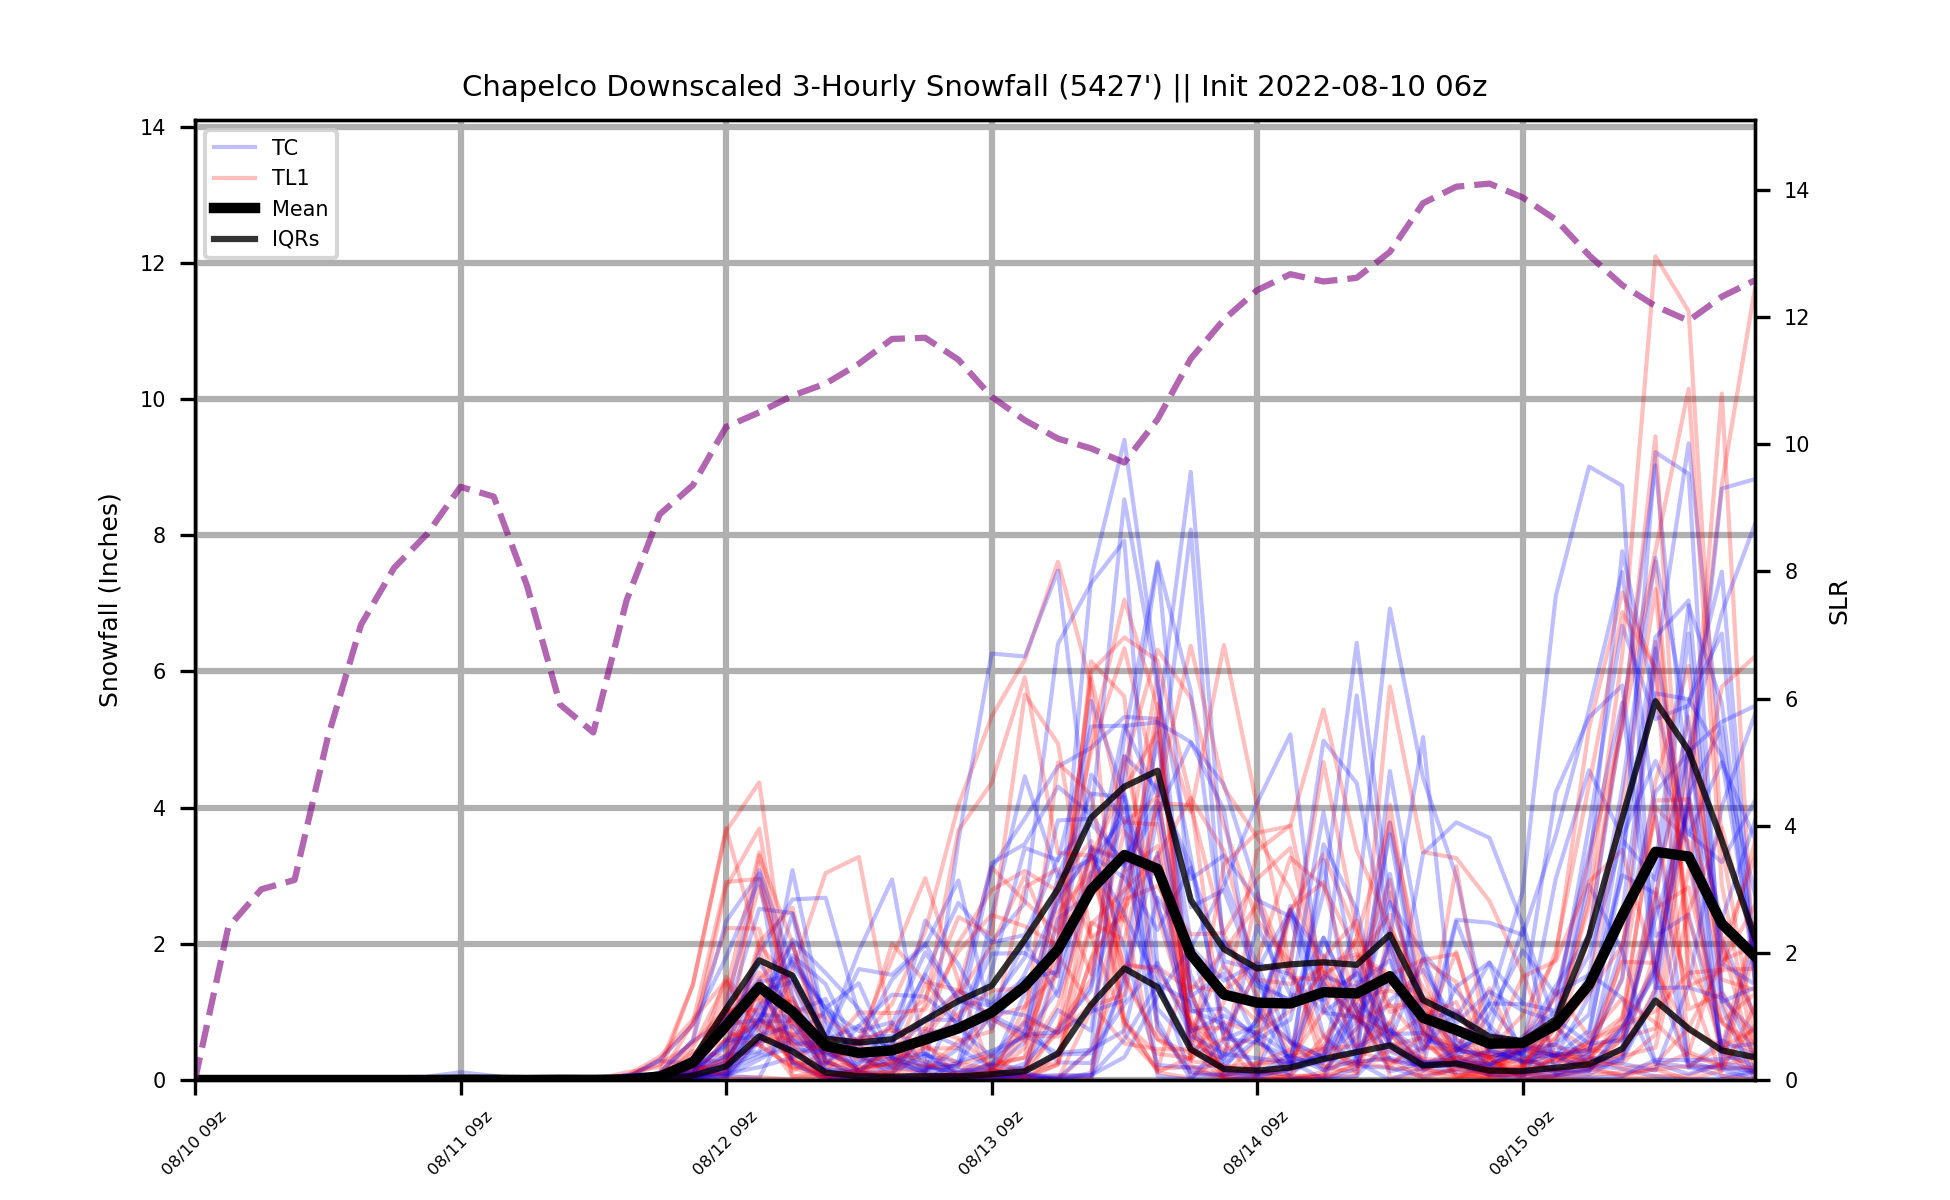 Chapelco Downscaled 3-Hourly Snowfall (5427') || Init 2022-08-10 06z
TC
TL1
Mean
IQRs
Snowfall (Inches)
14
12
10
8
6
4
2
0
14
12
10
8
6
4
2
0
SLR
08/10 09z
08/11 09z
08/12 09z
08/13 09z
08/14 09z
08/15 09z